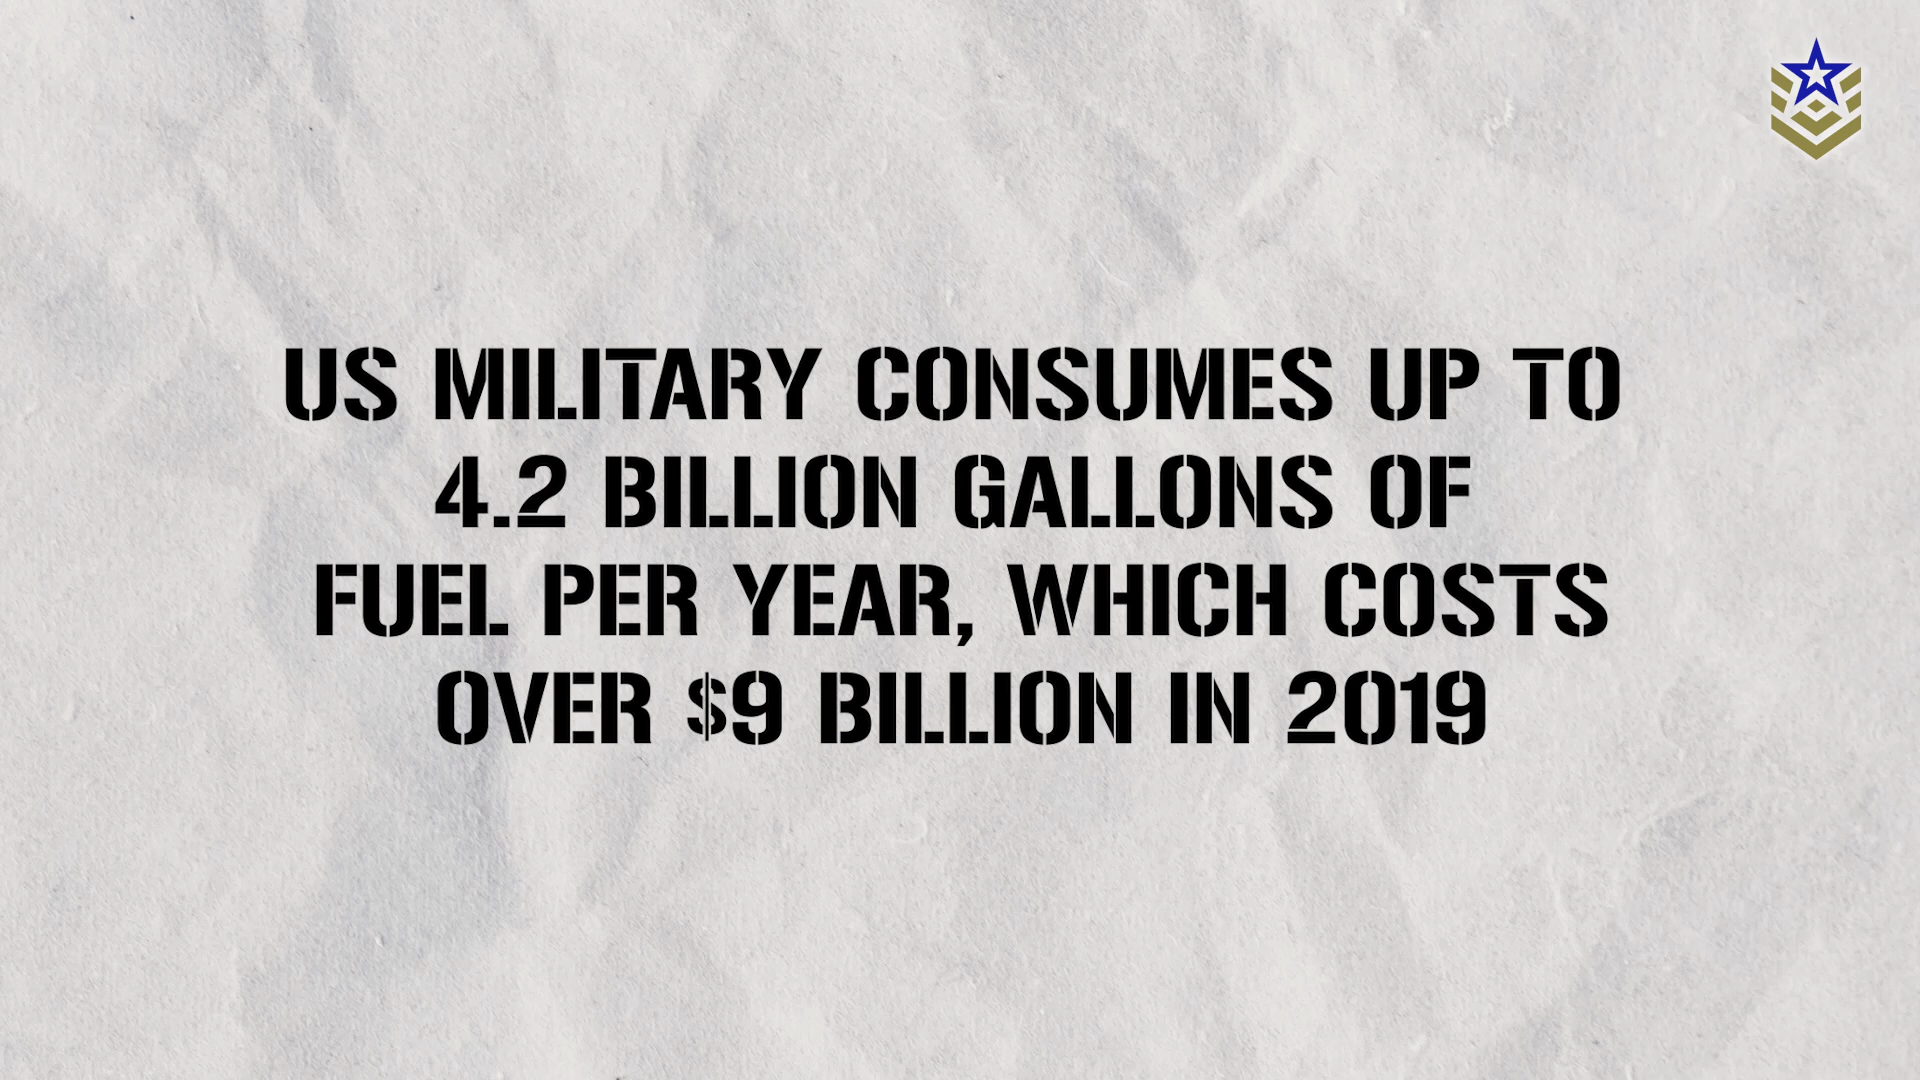 US MILITARY CONSUMES UP TO
4.2 BILLION GALLONS OF
FUEL PER YEAR, WHICH COSTS
OVER $9 BILLION IN 2019